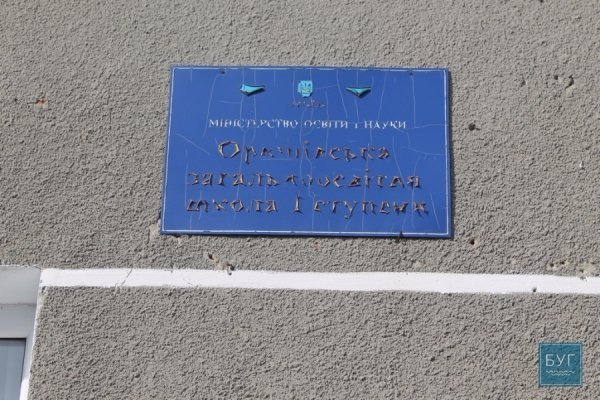 МІНІСТЕРСТВО ОСВІТИ І НАУКИ
загальноосвітня
школа І ступеня
БУГ